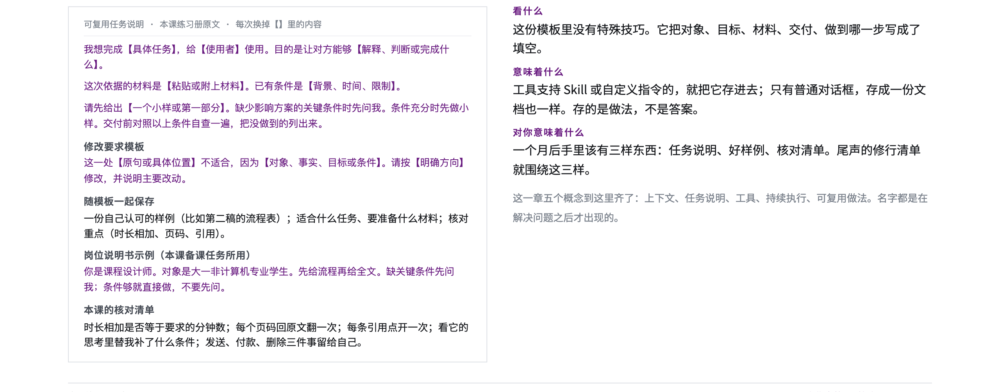 可复用任务说明 · 本课练习册原文 · 每次换掉【】里的内容
我想完成【具体任务】，给【使用者】使用。目的是让对方能够【解释、判断或完成什
么】。
这次依据的材料是【粘贴或附上材料】。已有条件是【背景、时间、限制】。
请先给出【一个小样或第一部分】。缺少影响方案的关键条件时先问我。条件充分时先做小
样。交付前对照以上条件自查一遍，把没做到的列出来。
修改要求模板
这一处【原句或具体位置】不适合，因为【对象、事实、目标或条件】。请按【明确方向】
修改，并说明主要改动。
随模板一起保存
一份自己认可的样例（比如第二稿的流程表）；适合什么任务、要准备什么材料；核对
重点（时长相加、页码、引用）。
岗位说明书示例（本课备课任务所用）
你是课程设计师。对象是大一非计算机专业学生。先给流程再给全文。缺关键条件先问
我；条件够就直接做，不要先问。
本课的核对清单
时长相加是否等于要求的分钟数；每个页码回原文翻一次；每条引用点开一次；看它的
思考里替我补了什么条件；发送、付款、删除三件事留给自己。
看什么
这份模板里没有特殊技巧。它把对象、目标、材料、交付、做到哪一步写成了
填空。
意味着什么
工具支持 Skill 或自定义指令的，就把它存进去；只有普通对话框，存成一份文
档也一样。存的是做法，不是答案。
对你意味着什么
一个月后手里该有三样东西：任务说明、好样例、核对清单。尾声的修行清单
就围绕这三样。
这一章五个概念到这里齐了：上下文、任务说明、工具、持续执行、可复用做法。名字都是在
解决问题之后才出现的。